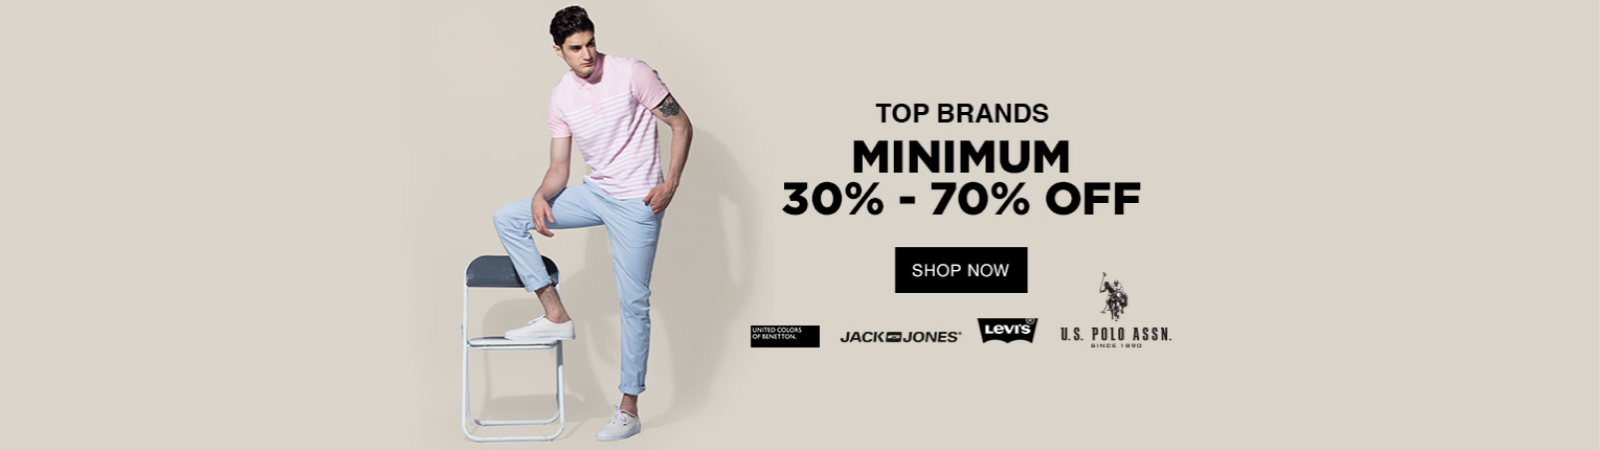 TOP BRANDS
MINIMUM
30% - 70% OFF
SHOP NOW
UNITED COLORS
OF BENETTON.
JACK JONES®
Levi's®
U.S. POLO ASSN.
SINCE 1890